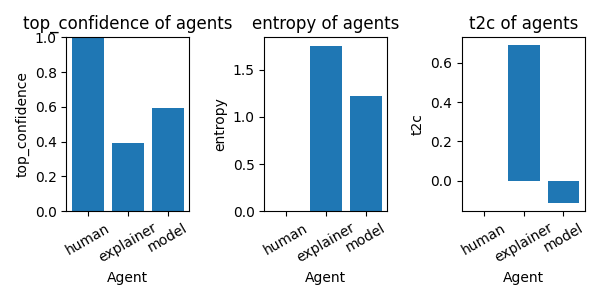 top_confidence of agents
top_confidence
1.0
0.8
0.6
0.4
0.2
0.0
human
explainer
model
Agent
entropy of agents
entropy
1.5
1.0
0.5
0.0
human
explainer
model
Agent
t2c of agents
t2c
0.6
0.4
0.2
0.0
human
explainer
model
Agent